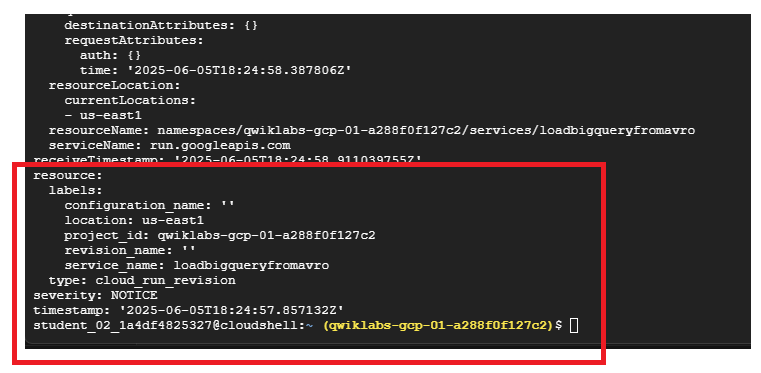 destinationAttributes: {}
requestAttributes:
auth: {}
time: '2025-06-05T18:24:58.387806Z'
resourceLocation:
currentLocations:
- us-east1
resourceName: namespaces/qwiklabs-gcp-01-a288f0f127c2/services/loadbigqueryfromavro
serviceName: run.googleapis.com
receiveTimestamp: '2025-06-05T18:24:58.911039755Z'
resource:
labels:
configuration_name: ''
location: us-east1
project_id: qwiklabs-gcp-01-a288f0f127c2
revision_name: ''
service_name: loadbigqueryfromavro
type: cloud_run_revision
severity: NOTICE
timestamp: '2025-06-05T18:24:57.857132Z'
student_02_1a4df4825327@cloudshell:~ (qwiklabs-gcp-01-a288f0f127c2)$